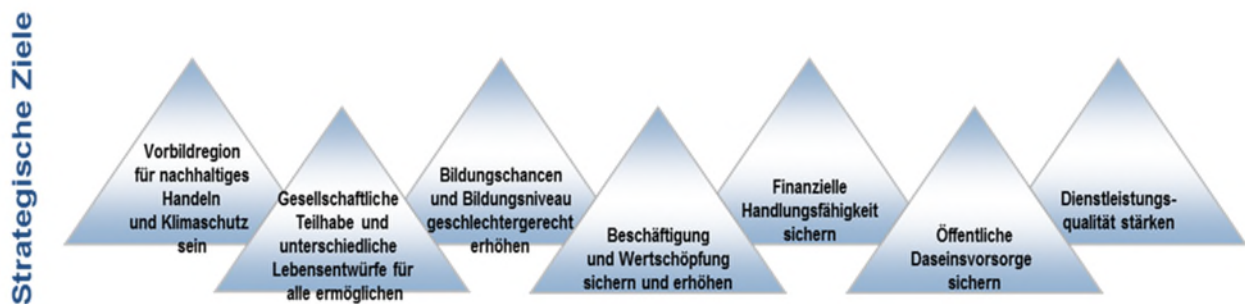 Strategische Ziele
Vorbildregion
für nachhaltiges
Handeln
und Klimaschutz
sein
Gesellschaftliche
Teilhabe und
unterschiedliche
Lebensentwürfe für
alle ermöglichen
Bildungschancen
und Bildungsniveau
geschlechtergerecht
erhöhen
Beschäftigung
und Wertschöpfung
sichern und erhöhen
Finanzielle
Handlungsfähigkeit
sichern
Öffentliche
Daseinsvorsorge
sichern
Dienstleistungs-
qualität stärken